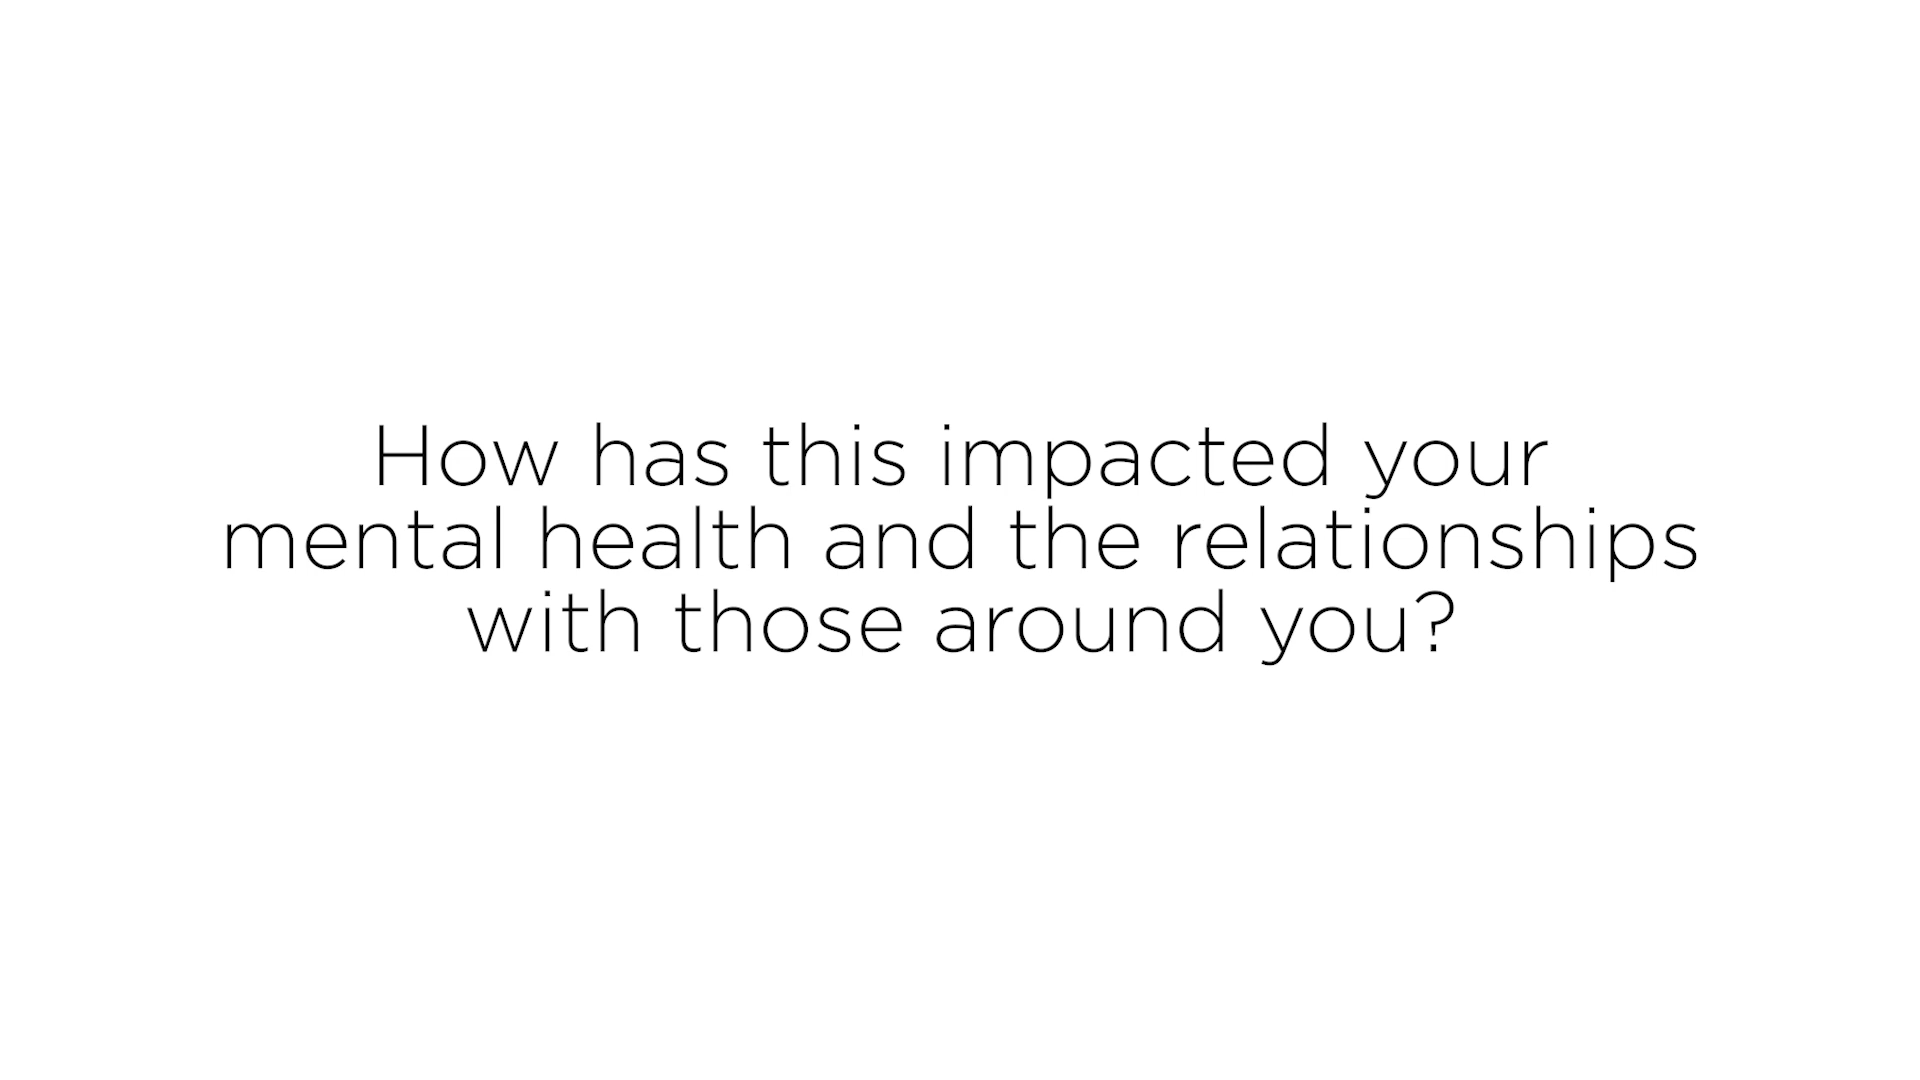 How has this impacted your
mental health and the relationships
with those around you?